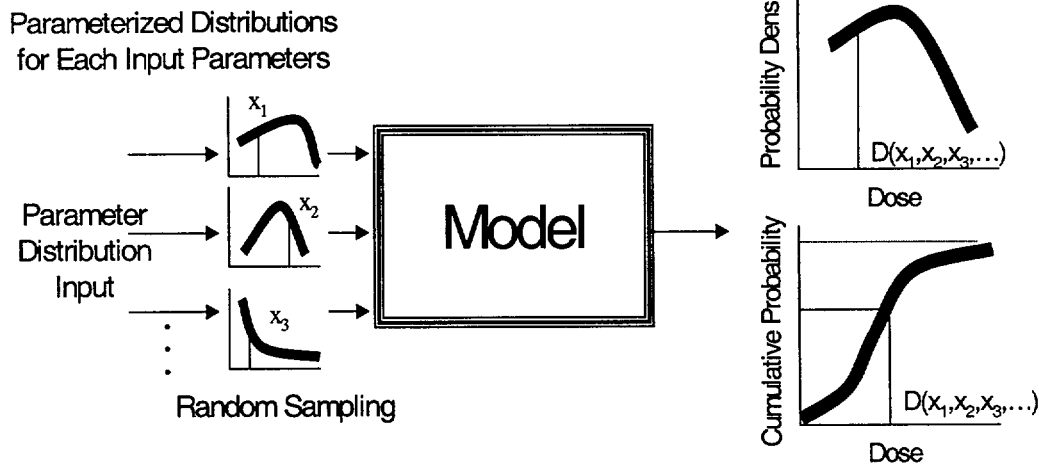 Parameterized Distributions
for Each Input Parameters
x1
x2
x3
Parameter
Distribution
Input
Random Sampling
Model
Probability Dens
D(x1,x2,x3,...)
Dose
Cumulative Probability
D(x1,x2,x3,...)
Dose